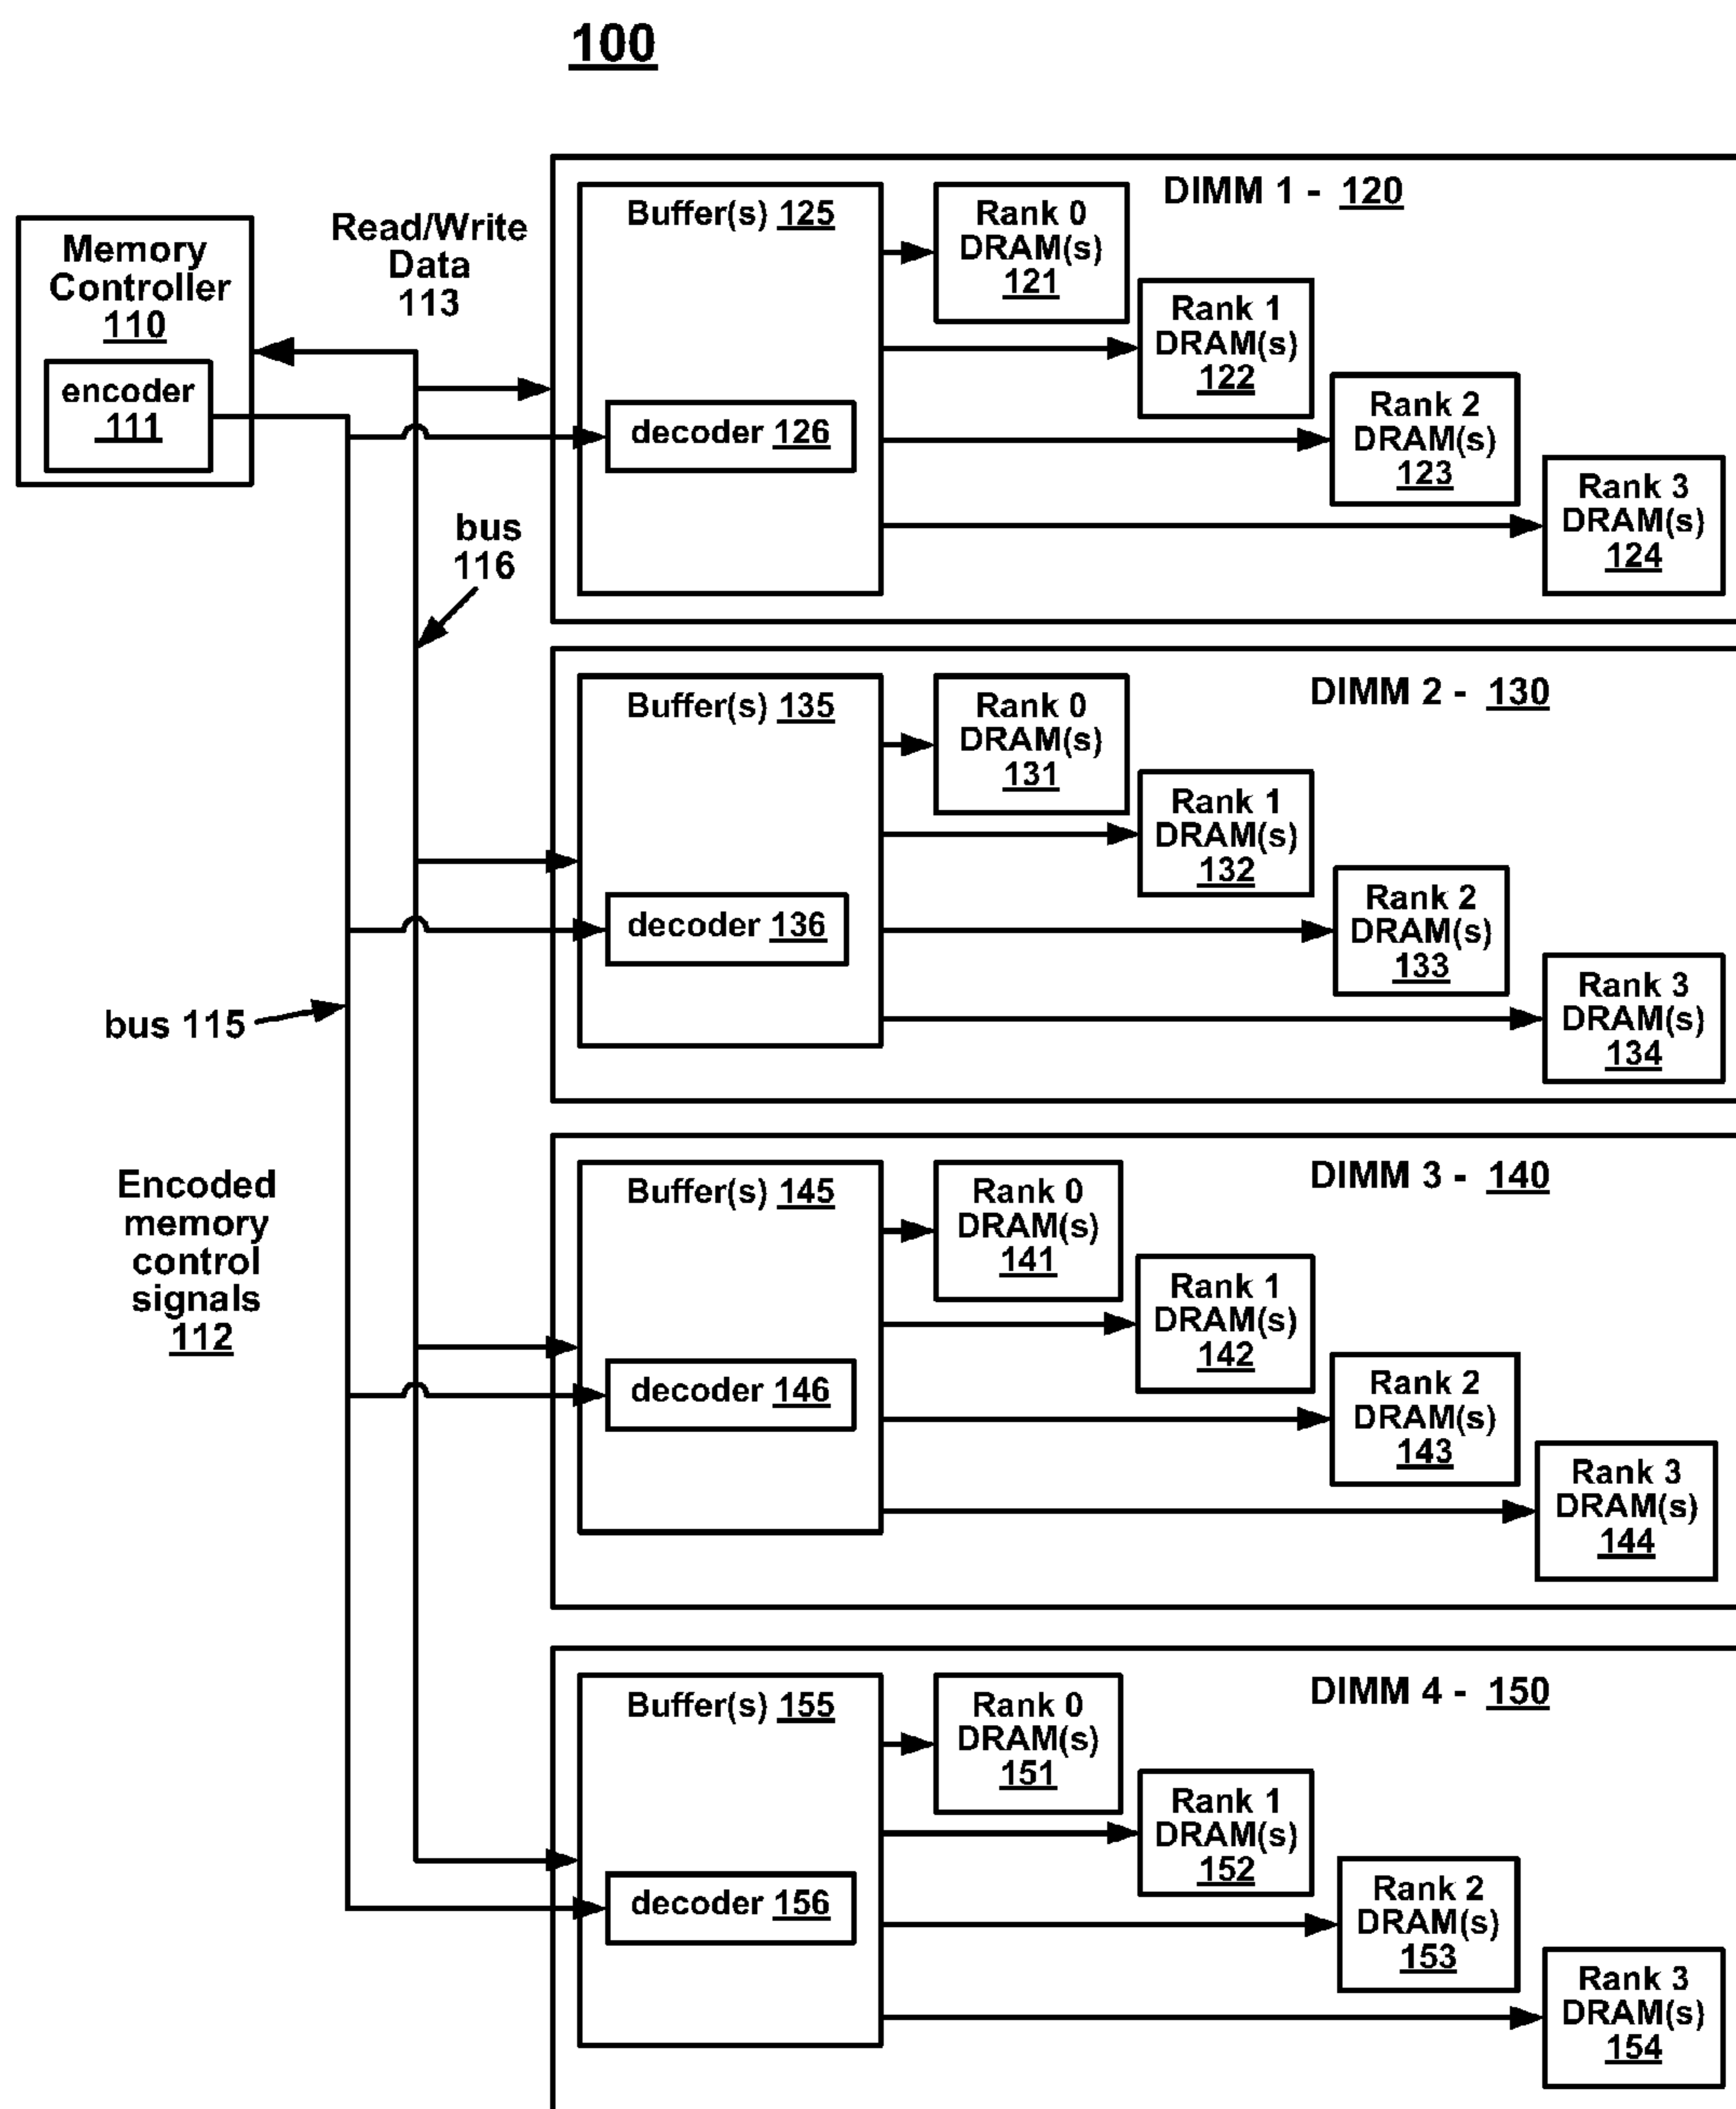 100
Memory
Controller
110
encoder
111
Read/Write
Data
113
bus
116
bus 115
Encoded
memory
control
signals
112
DIMM 1 - 120
Buffer(s) 125
decoder 126
Rank 0
DRAM(s)
121
Rank 1
DRAM(s)
122
Rank 2
DRAM(s)
123
Rank 3
DRAM(s)
124
DIMM 2 - 130
Buffer(s) 135
decoder 136
Rank 0
DRAM(s)
131
Rank 1
DRAM(s)
132
Rank 2
DRAM(s)
133
Rank 3
DRAM(s)
134
DIMM 3 - 140
Buffer(s) 145
decoder 146
Rank 0
DRAM(s)
141
Rank 1
DRAM(s)
142
Rank 2
DRAM(s)
143
Rank 3
DRAM(s)
144
DIMM 4 - 150
Buffer(s) 155
decoder 156
Rank 0
DRAM(s)
151
Rank 1
DRAM(s)
152
Rank 2
DRAM(s)
153
Rank 3
DRAM(s)
154